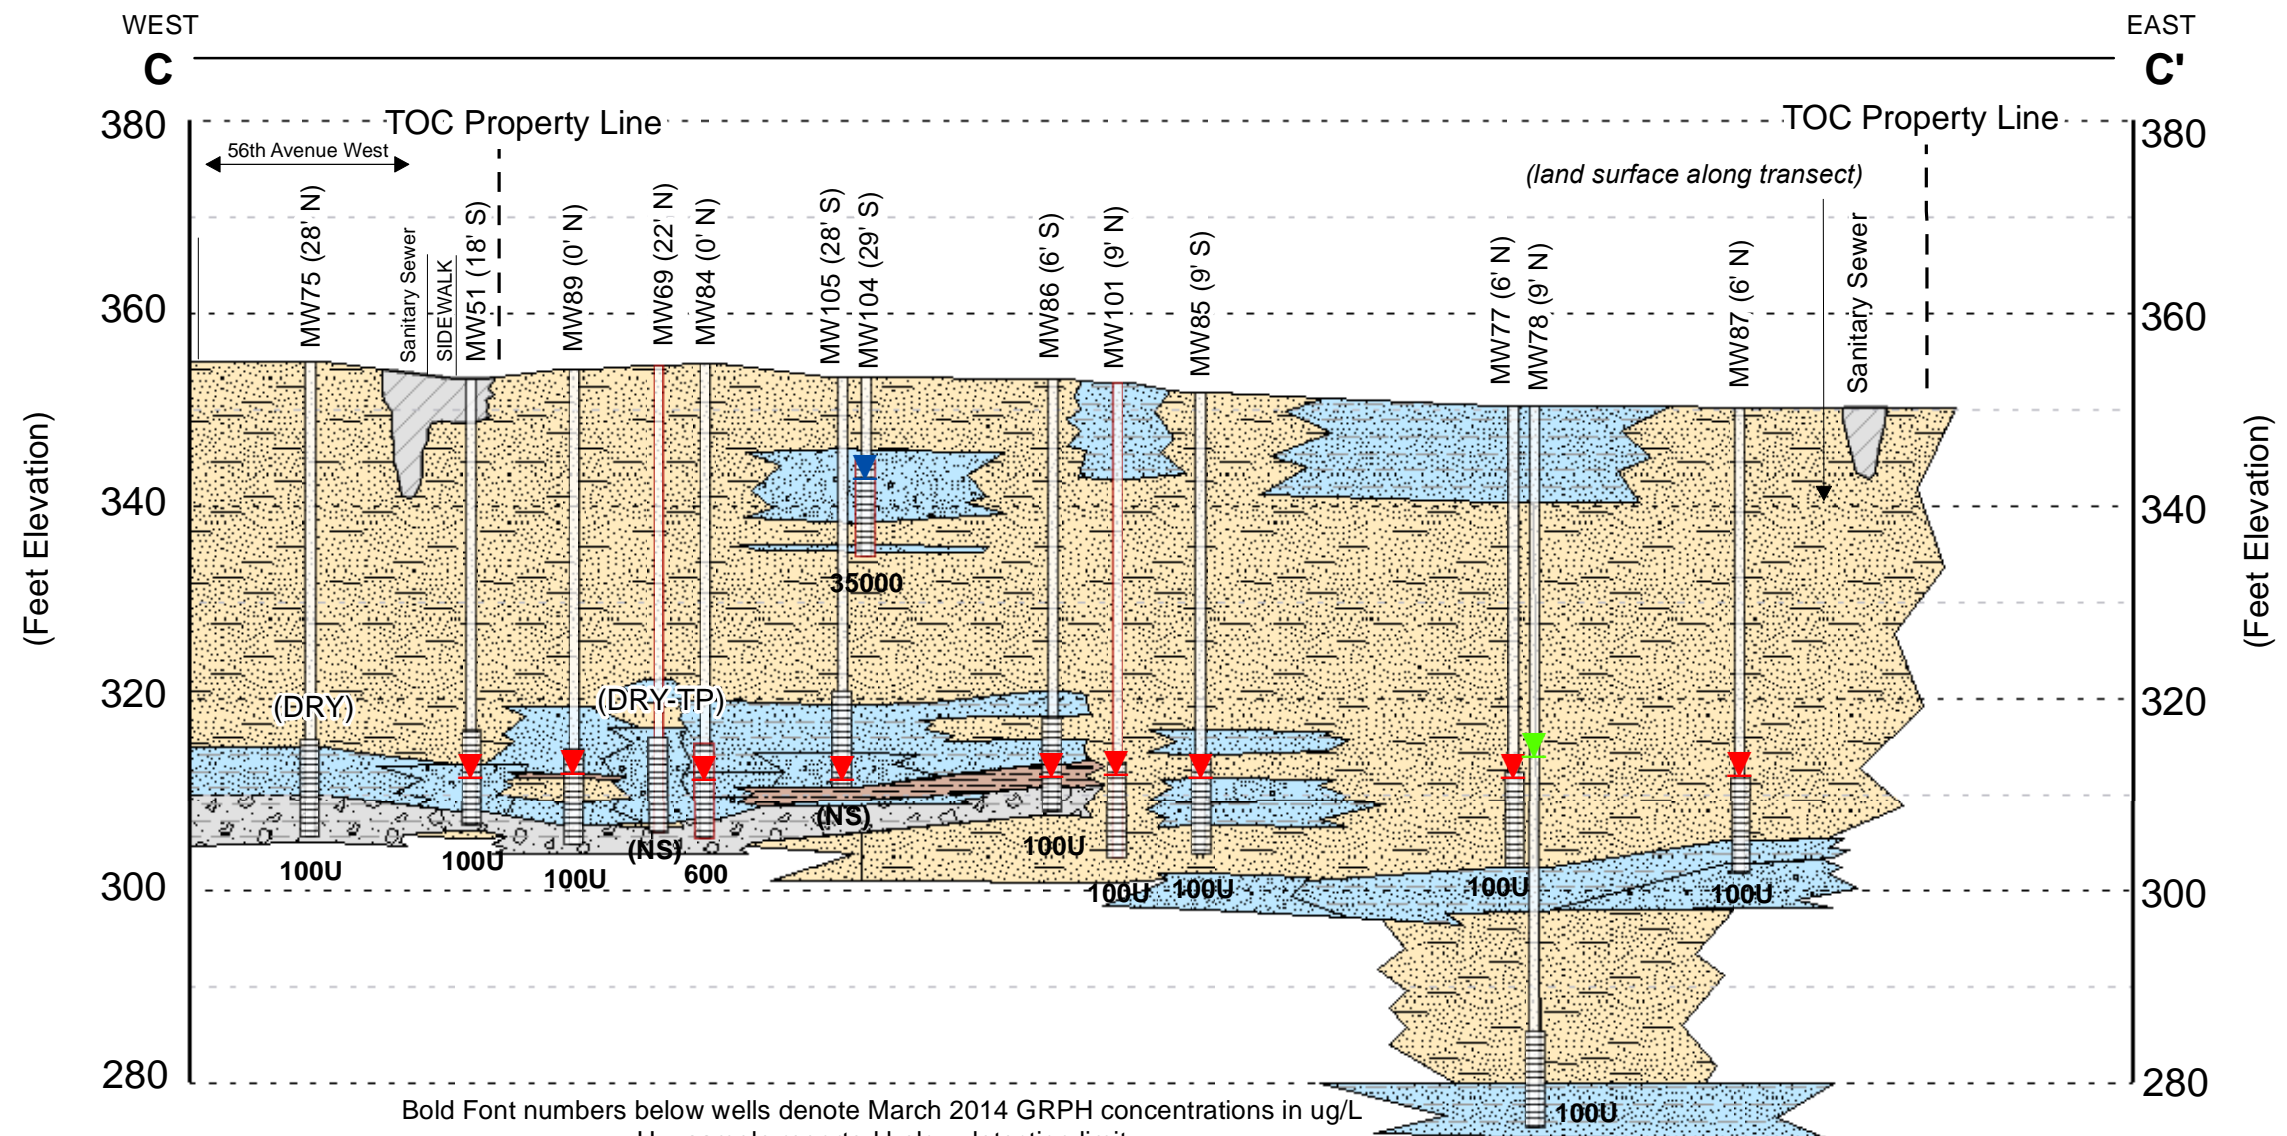 WEST
EAST
C
C'
TOC Property Line
TOC Property Line
380
380
56th Avenue West
(land surface along transect)
MW75 (28' N)
Sanitary Sewer
SIDEWALK
MW51 (18' S)
MW89 (0' N)
MW69 (22' N)
MW84 (0' N)
MW105 (28' S)
MW104 (29' S)
MW86 (6' S)
MW101 (9' N)
MW85 (9' S)
MW77 (6' N)
MW78 (9' N)
MW87 (6' N)
Sanitary Sewer
360
360
(Feet Elevation)
(Feet Elevation)
340
340
35000
320
320
(DRY)
(DRY-TP)
(NS)
(NS)
100U
100U
100U
100U
600
100U
100U
100U
100U
300
300
280
280
Bold Font numbers below wells denote March 2014 GRPH concentrations in ug/L
100U